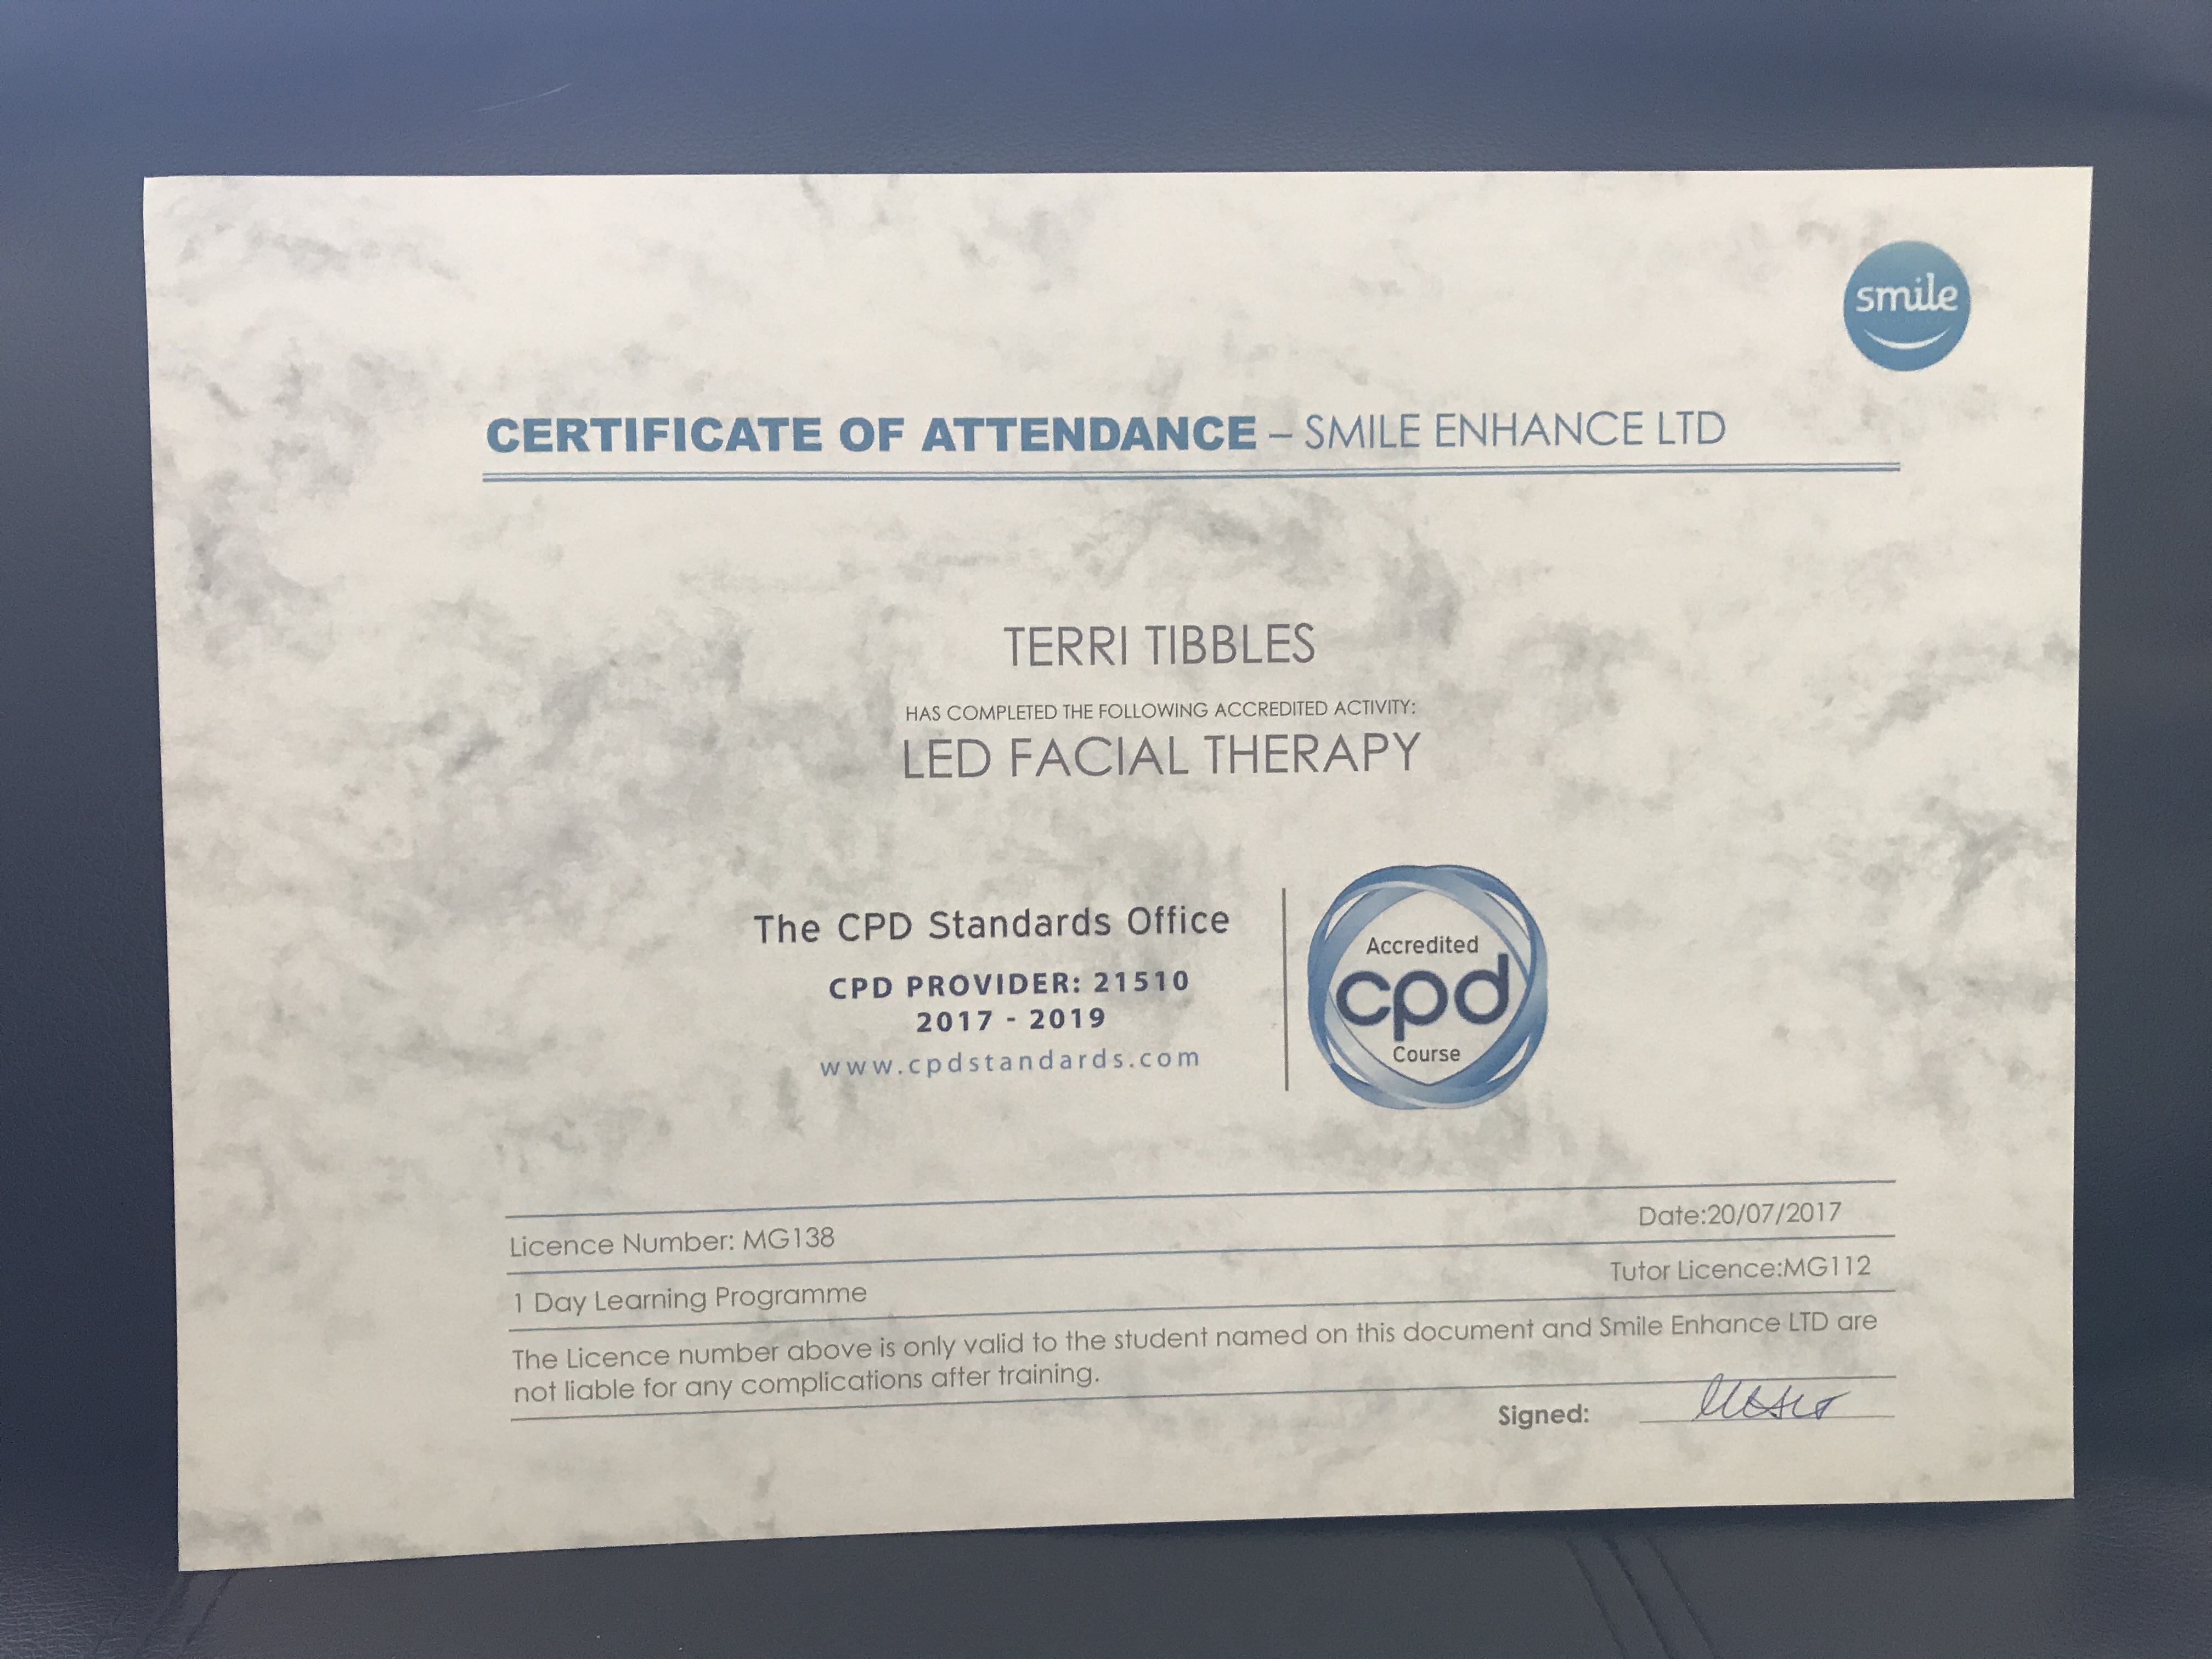 smile
CERTIFICATE OF ATTENDANCE – SMILE ENHANCE LTD
TERRI TIBBLES
HAS COMPLETED THE FOLLOWING ACCREDITED ACTIVITY:
LED FACIAL THERAPY
The CPD Standards Office
CPD PROVIDER: 21510
2017 - 2019
www.cpdstandards.com
Accredited
cpd
Course
Licence Number: MG138
Date:20/07/2017
1 Day Learning Programme
Tutor Licence:MG112
The Licence number above is only valid to the student named on this document and Smile Enhance LTD are
not liable for any complications after training.
Signed: